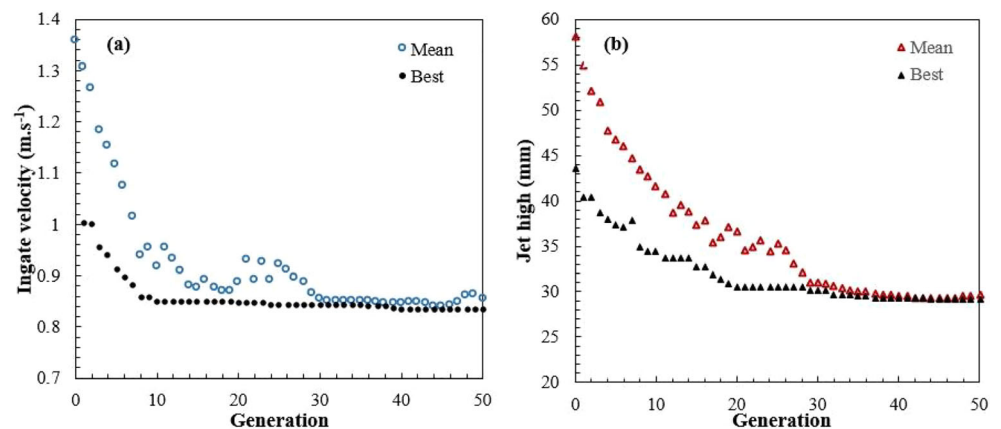 1.4
1.3
1.2
1.1
1
0.9
0.8
0.7
Ingate velocity (m.s⁻¹)
(a)
Mean
Best
0 10 20 30 40 50
Generation
60
55
50
45
40
35
30
25
20
Jet high (mm)
(b)
Mean
Best
0 10 20 30 40 50
Generation